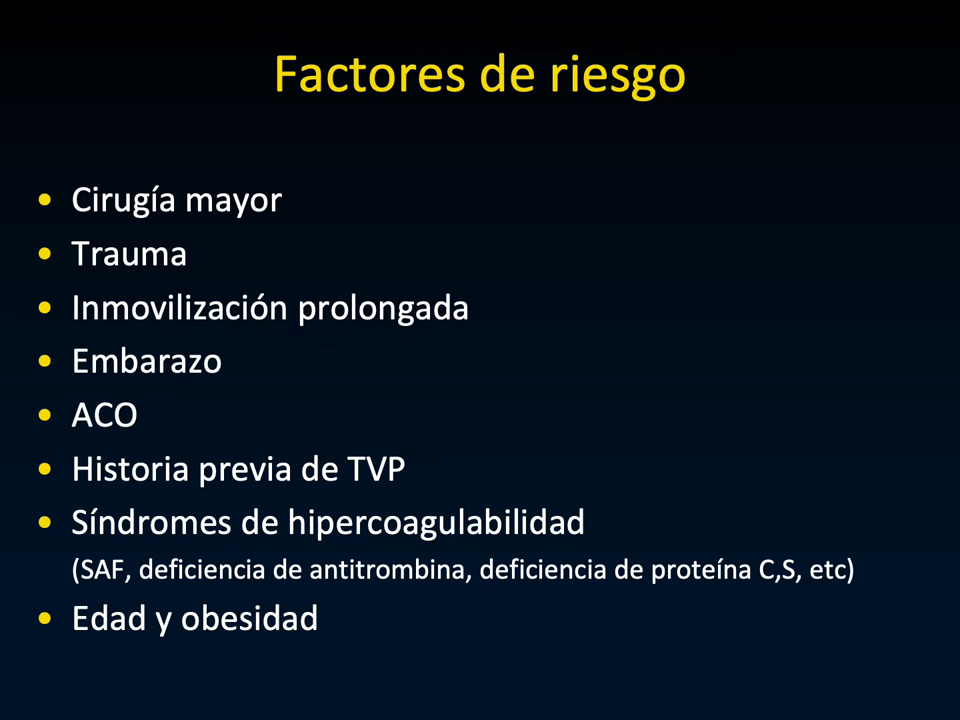 Factores de riesgo
• Cirugía mayor
• Trauma
• Inmovilización prolongada
• Embarazo
• ACO
• Historia previa de TVP
• Síndromes de hipercoagulabilidad
(SAF, deficiencia de antitrombina, deficiencia de proteína C,S, etc)
• Edad y obesidad